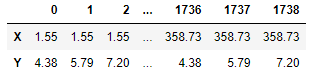 0 1 2 ... 1736 1737 1738
X 1.55 1.55 1.55 ... 358.73 358.73 358.73
Y 4.38 5.79 7.20 ... 4.38 5.79 7.20